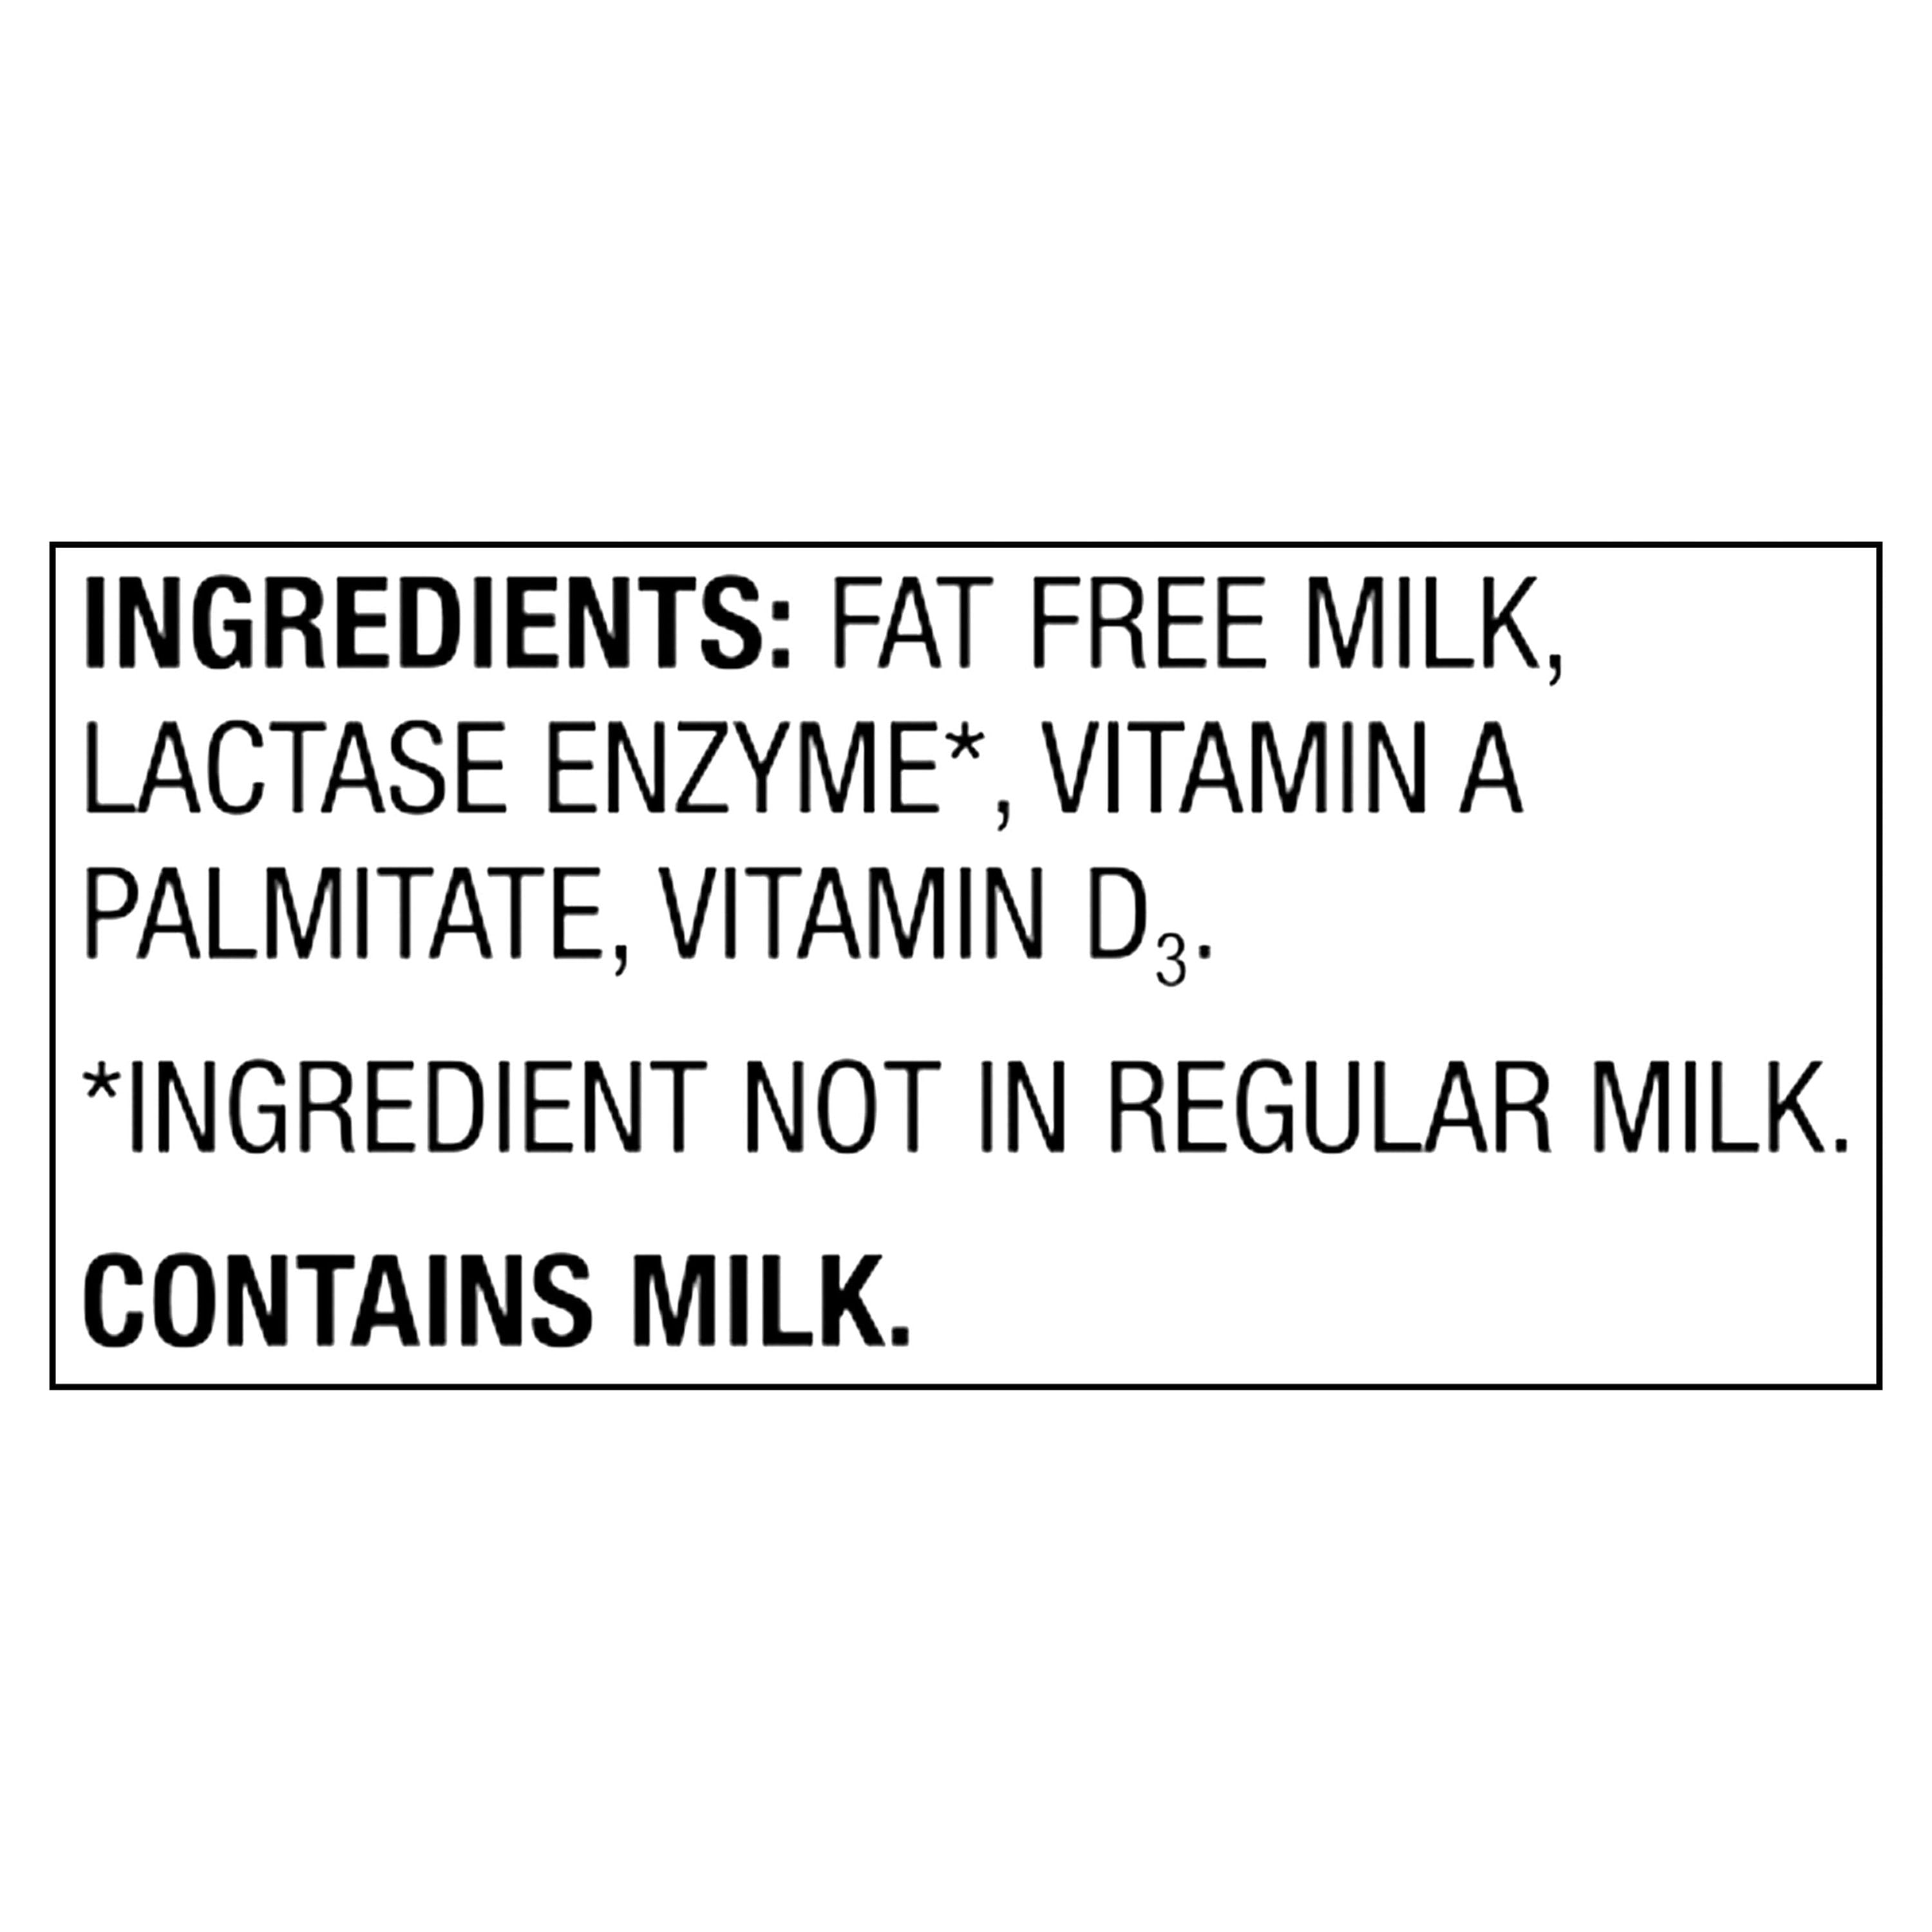 INGREDIENTS: FAT FREE MILK,
LACTASE ENZYME*, VITAMIN A
PALMITATE, VITAMIN D₃.
*INGREDIENT NOT IN REGULAR MILK.
CONTAINS MILK.